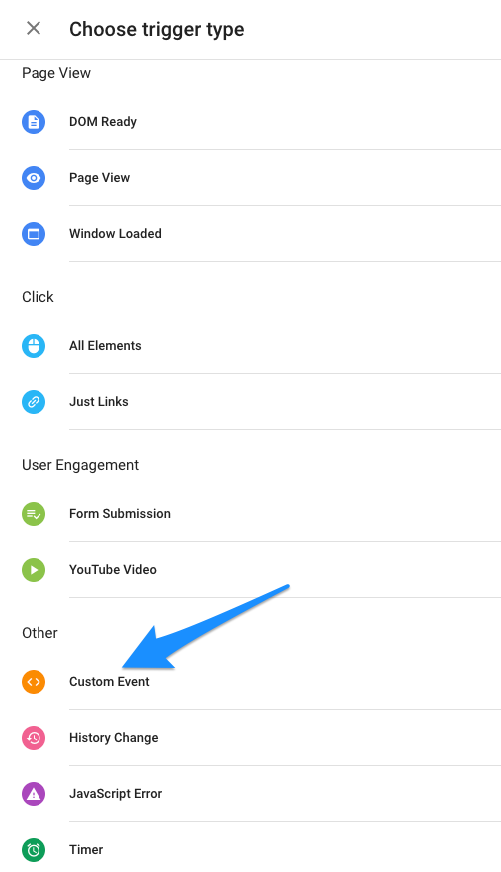 Choose trigger type
Page View
DOM Ready
Page View
Window Loaded
Click
All Elements
Just Links
User Engagement
Form Submission
YouTube Video
Other
Custom Event
History Change
JavaScript Error
Timer